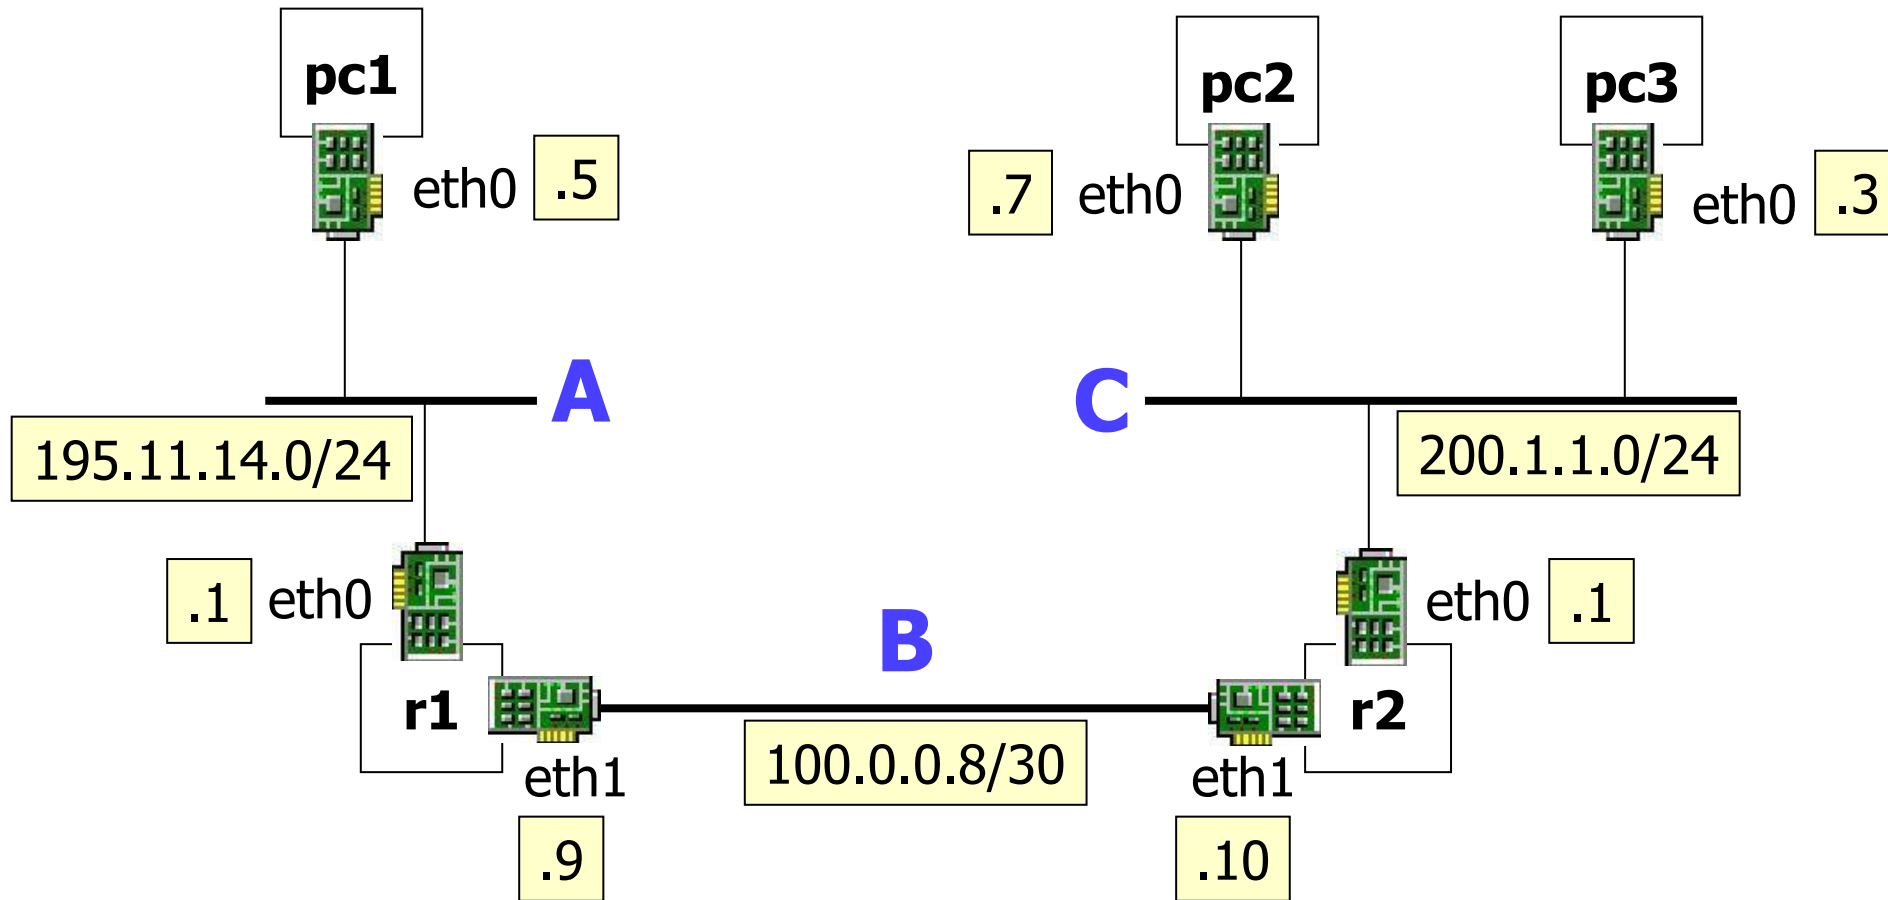 pc1
eth0
.5
pc2
.7
eth0
pc3
eth0
.3
A
195.11.14.0/24
C
200.1.1.0/24
.1
eth0
r1
eth1
.9
B
100.0.0.8/30
eth0
.1
r2
eth1
.10